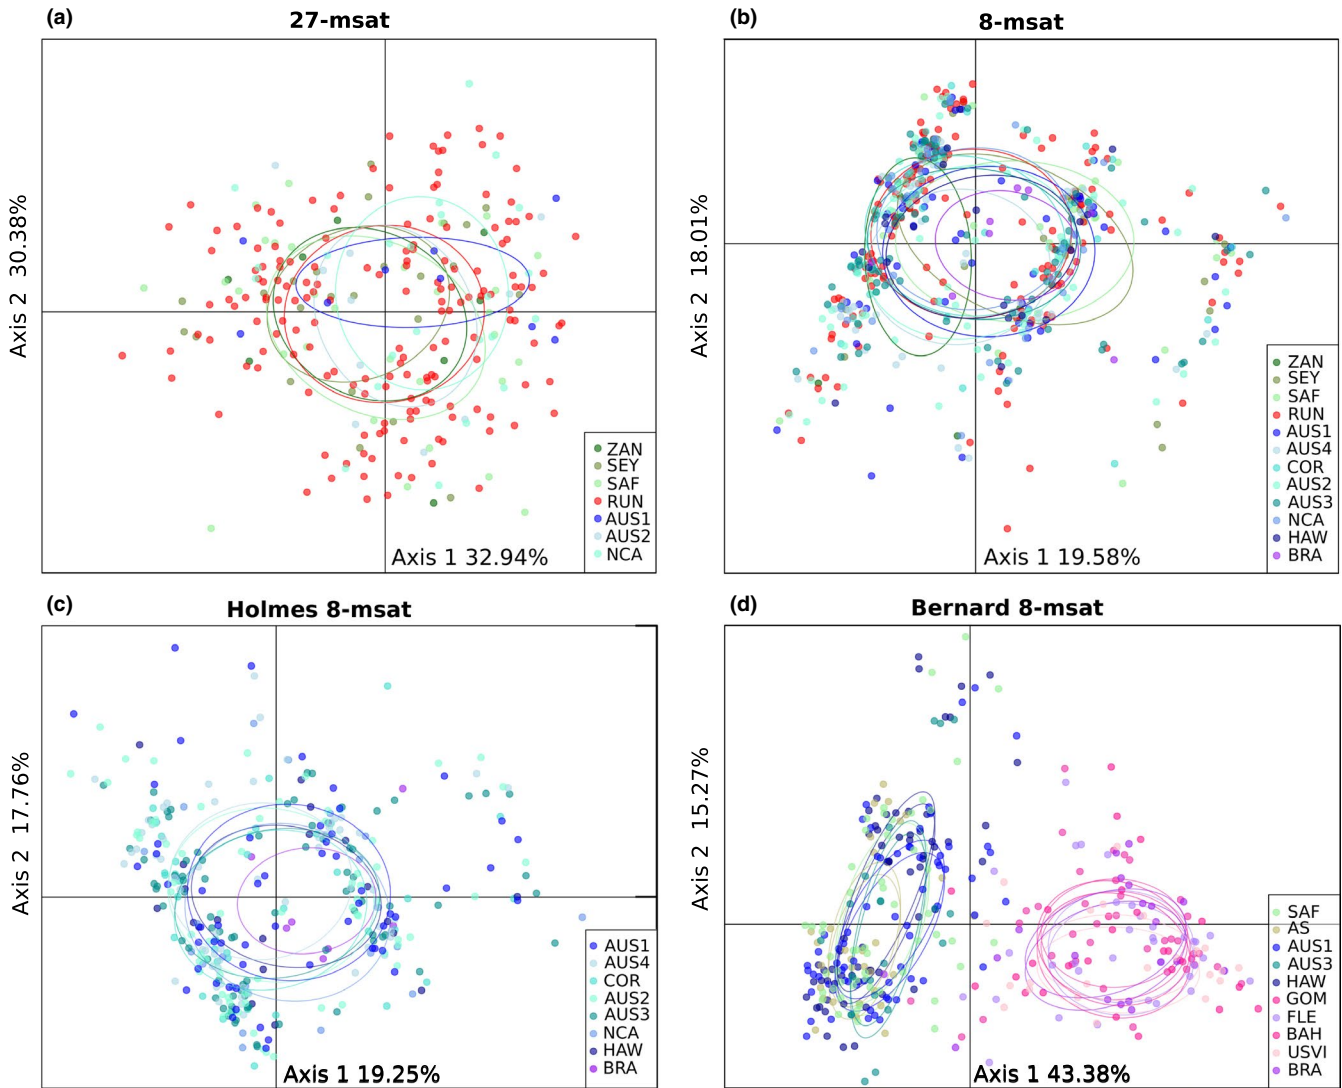 (a)
27-msat
Axis 2 30.38%
Axis 1 32.94%
ZAN
SEY
SAF
RUN
AUS1
AUS2
NCA
(b)
8-msat
Axis 2 18.01%
Axis 1 19.58%
ZAN
SEY
SAF
RUN
AUS1
AUS4
COR
AUS2
AUS3
NCA
HAW
BRA
(c)
Holmes 8-msat
Axis 2 17.76%
Axis 1 19.25%
AUS1
AUS4
COR
AUS2
AUS3
NCA
HAW
BRA
(d)
Bernard 8-msat
Axis 2 15.27%
Axis 1 43.38%
SAF
AS
AUS1
AUS3
HAW
GOM
FLE
BAH
USVI
BRA